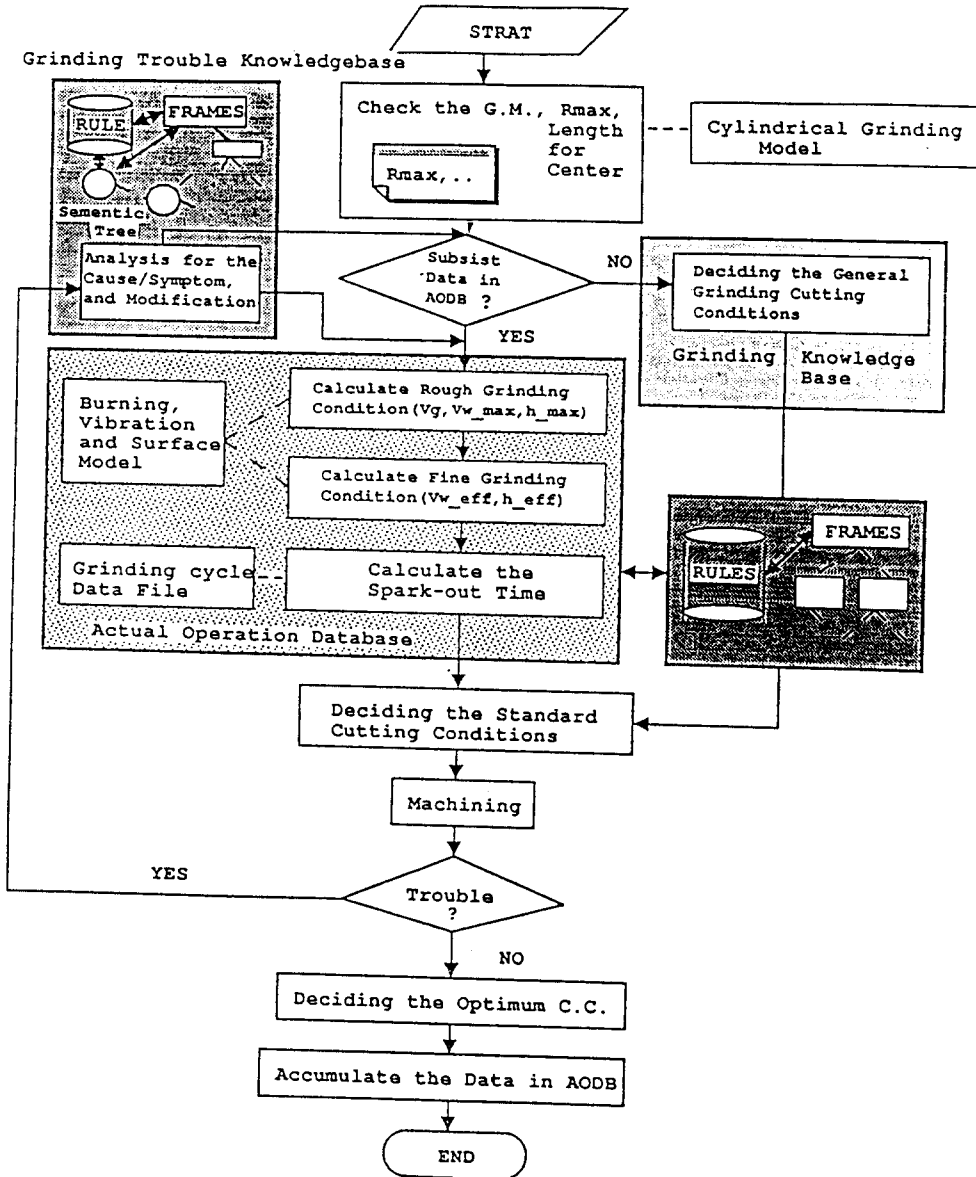 STRAT
Grinding Trouble Knowledgebase
RULE
FRAMES
Sementic
Tree
Analysis for the
Cause/Symptom,
and Modification
Check the G.M., Rmax,
Length
for
Center
Rmax,..
Cylindrical Grinding
Model
Subsist
Data in
AODB ?
NO
YES
Deciding the General
Grinding Cutting
Conditions
Grinding Knowledge
Base
Burning,
Vibration
and Surface
Model
Calculate Rough Grinding
Condition(Vg,Vw_max,h_max)
Calculate Fine Grinding
Condition(Vw_eff,h_eff)
Grinding cycle
Data File
Calculate the
Spark-out Time
Actual Operation Database
RULES
FRAMES
Deciding the Standard
Cutting Conditions
Machining
YES
Trouble
?
NO
Deciding the Optimum C.C.
Accumulate the Data in AODB
END